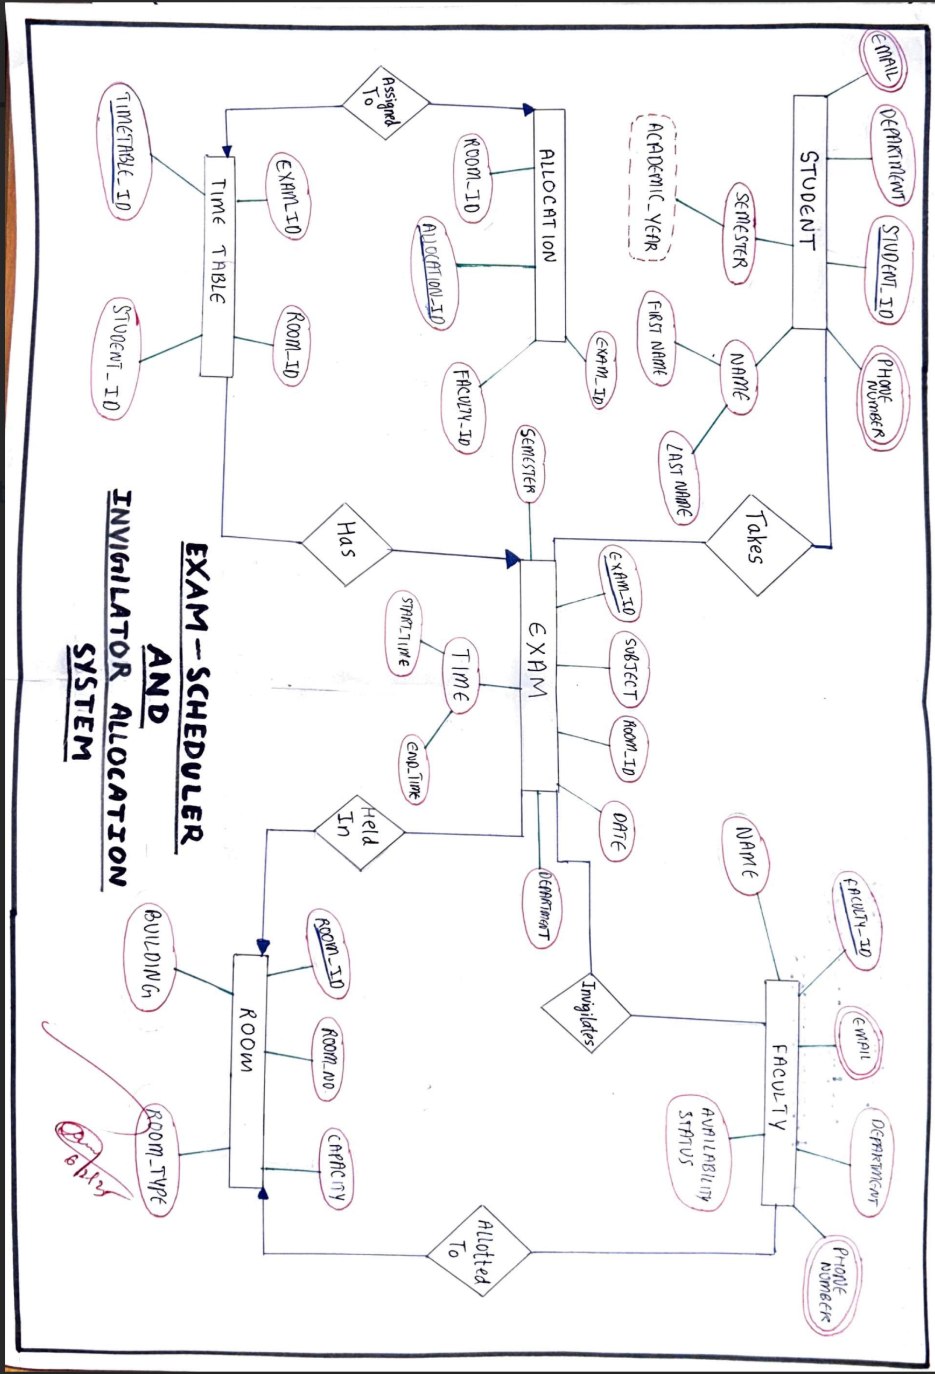 EMAIL
DEPARTMENT
STUDENT_ID
PHONE
NUMBER
STUDENT
SEMESTER
ACADEMIC_YEAR
NAME
FIRST NAME
LAST NAME
Takes
Assigned
To
ALLOCATION
ROOM_ID
ALLOCATION_ID
FACULTY_ID
EXAM_ID
TIME TABLE
TIMETABLE_ID
EXAM_ID
STUDENT_ID
ROOM_ID
Has
SEMESTER
EXAM
EXAM_ID
SUBJECT
ROOM_ID
DATE
DEPARTMENT
TIME
START_TIME
END_TIME
Held
In
Invigilates
NAME
FACULTY_ID
EMAIL
DEPARTMENT
PHONE
NUMBER
FACULTY
AVAILABILITY
STATUS
Allotted
To
ROOM
ROOM_ID
ROOM_NO
CAPACITY
BUILDING
ROOM_TYPE
EXAM-SCHEDULER
AND
INVIGILATOR ALLOCATION
SYSTEM